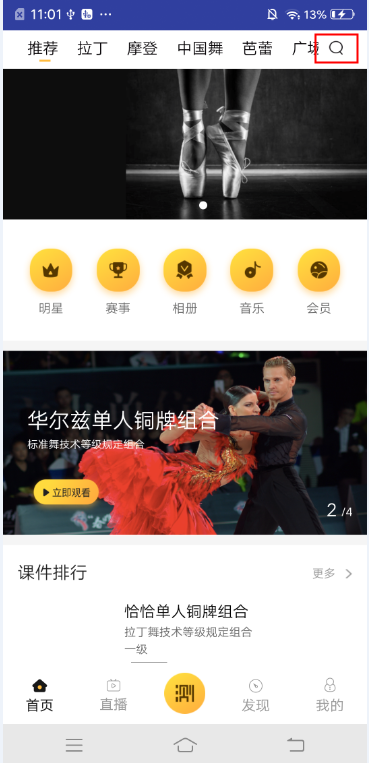 11:01
13%
推荐 拉丁 摩登 中国舞 芭蕾 广场
明星 赛事 相册 音乐 会员
华尔兹单人铜牌组合
标准舞技术等级规定组合
立即观看
2 /4
课件排行
更多
恰恰单人铜牌组合
拉丁舞技术等级规定组合
一级
测
首页 直播 发现 我的